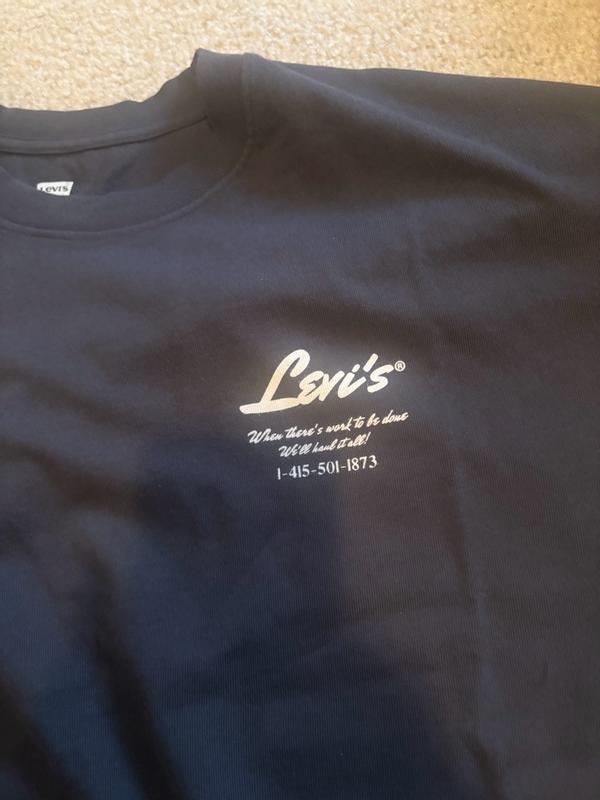 Levi's
Levi's®
When there's work to be done
We'll haul it all!
1-415-501-1873